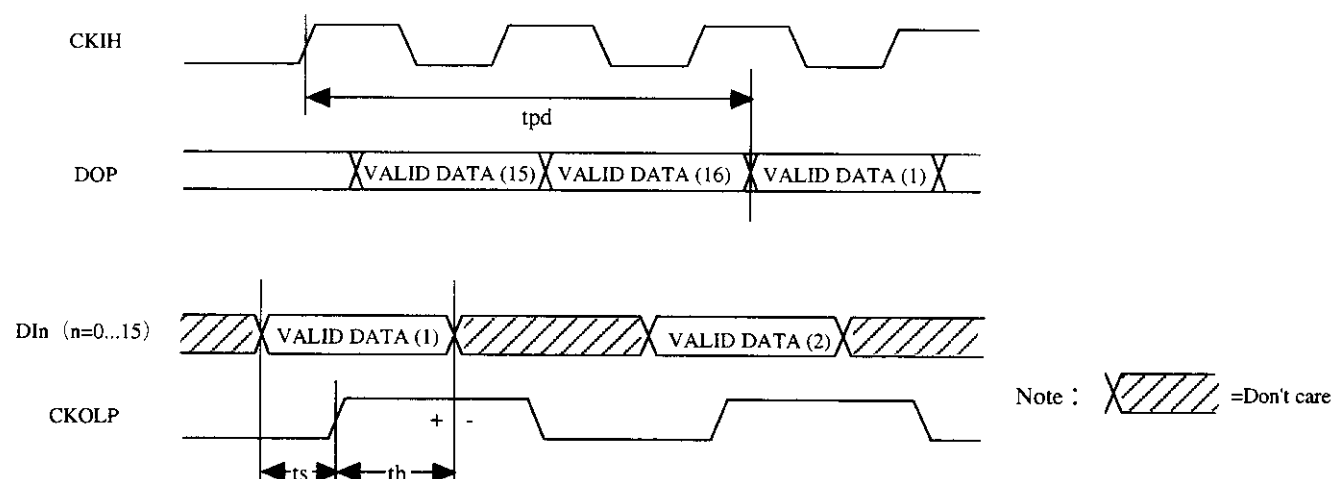 CKIH
tpd
DOP
VALID DATA (15) VALID DATA (16) VALID DATA (1)
DIn (n=0...15)
VALID DATA (1) VALID DATA (2)
CKOLP
+ -
Note : =Don't care
ts th